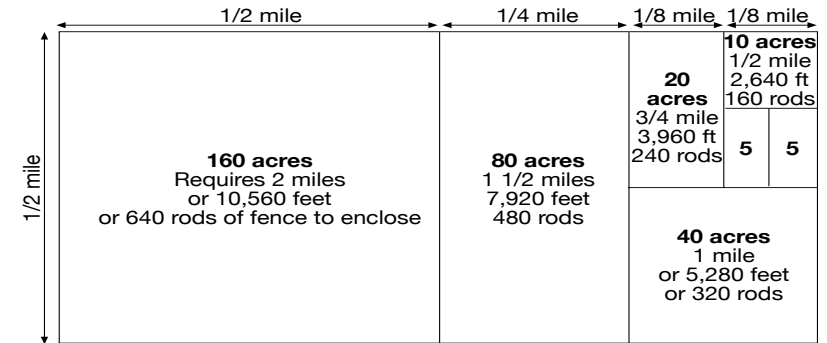 1/2 mile
1/4 mile
1/8 mile
1/8 mile
1/2 mile
160 acres
Requires 2 miles
or 10,560 feet
or 640 rods of fence to enclose
80 acres
1 1/2 miles
7,920 feet
480 rods
20
acres
3/4 mile
3,960 ft
240 rods
10 acres
1/2 mile
2,640 ft
160 rods
5
5
40 acres
1 mile
or 5,280 feet
or 320 rods